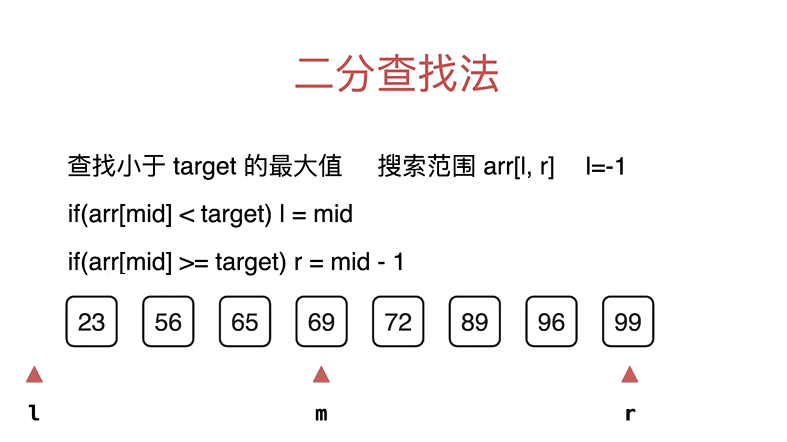 二分查找法
查找小于 target 的最大值 搜索范围 arr[l, r] l=-1
if(arr[mid] < target) l = mid
if(arr[mid] >= target) r = mid - 1
23 56 65 69 72 89 96 99
l m r